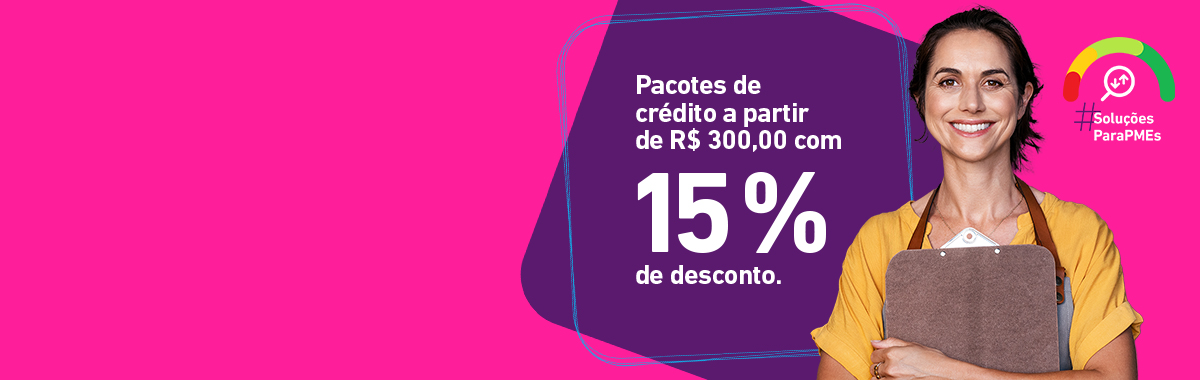 Pacotes de
crédito a partir
de R$ 300,00 com
15%
de desconto.
#Soluções
ParaPMEs